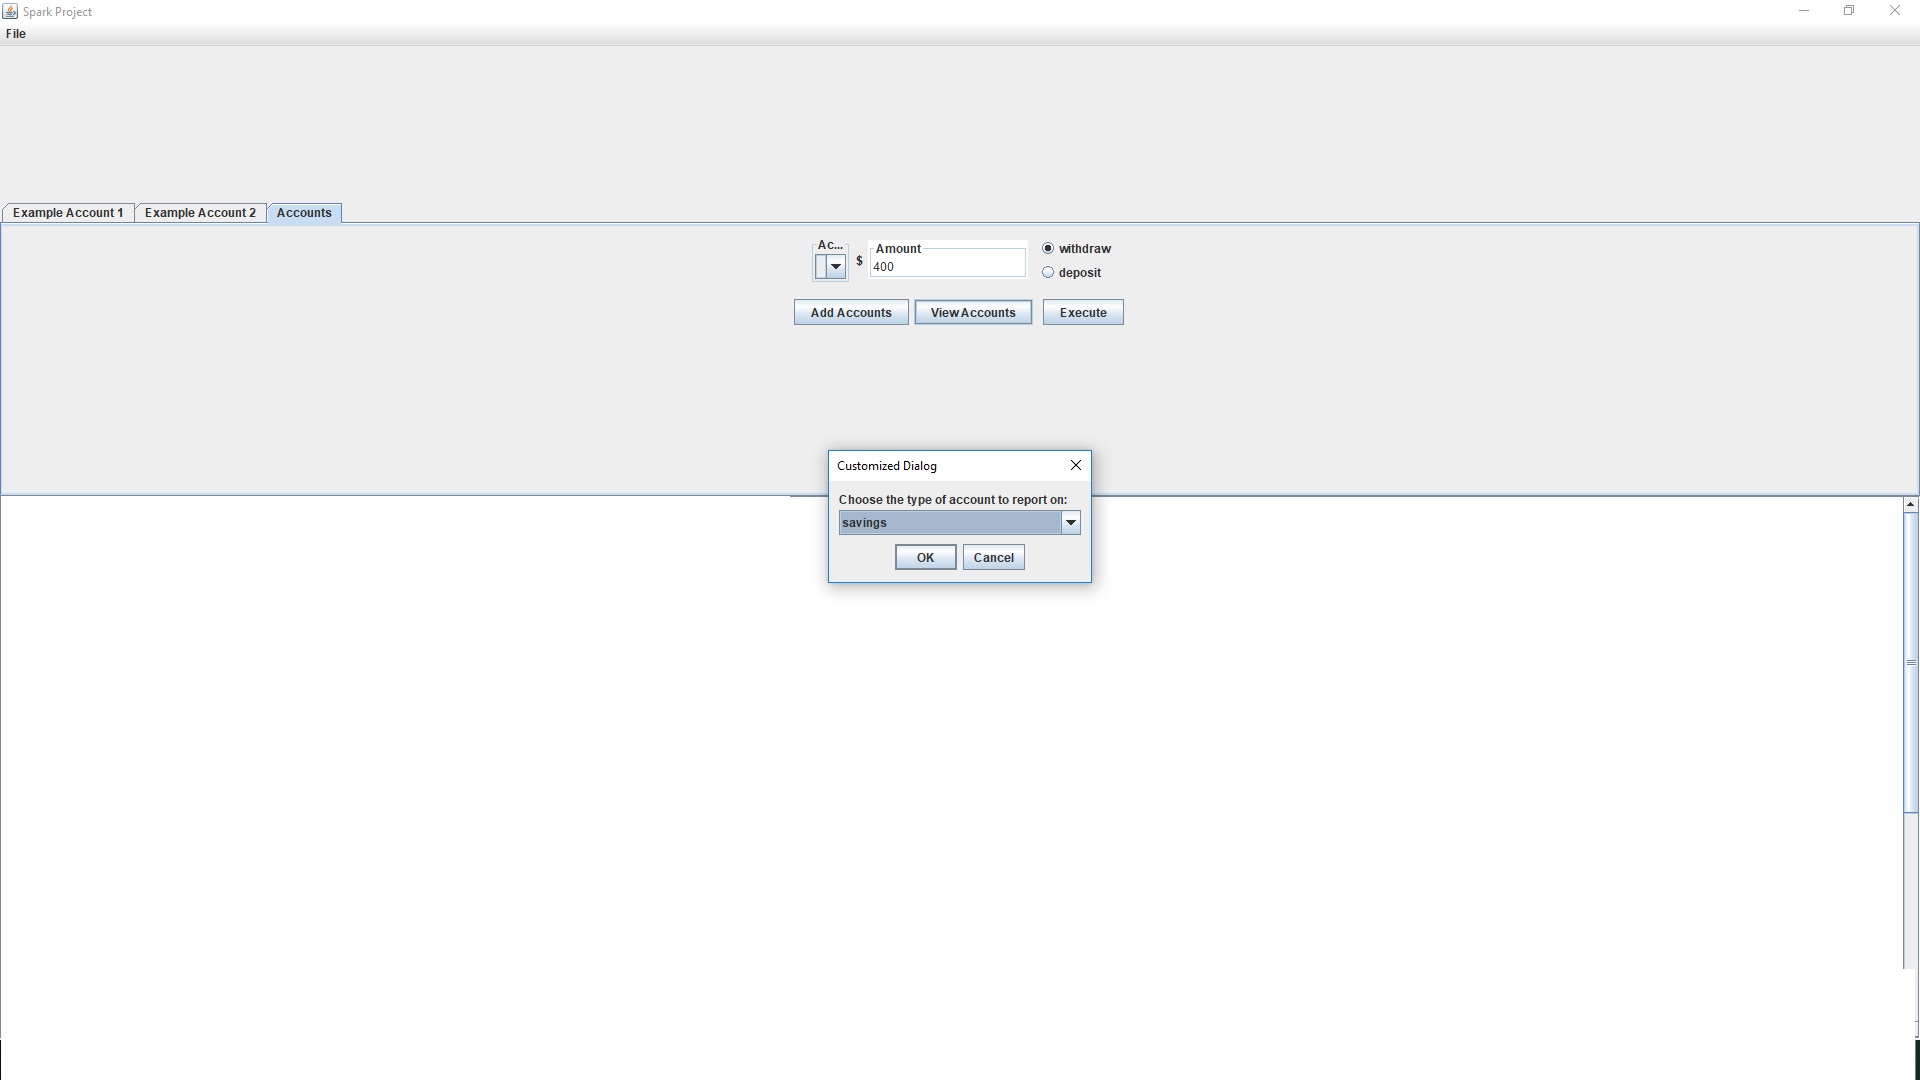 Spark Project
File
Example Account 1 Example Account 2 Accounts
Ac...
$
Amount
400
withdraw
deposit
Add Accounts View Accounts Execute
Customized Dialog
Choose the type of account to report on:
savings
OK Cancel